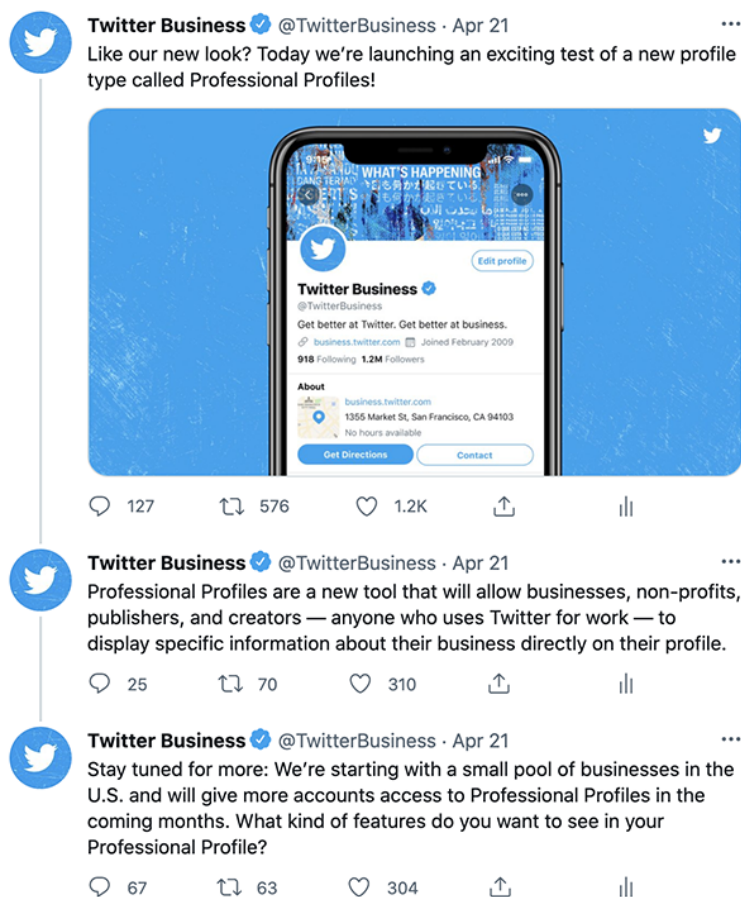 Twitter Business @TwitterBusiness · Apr 21
Like our new look? Today we're launching an exciting test of a new profile
type called Professional Profiles!
9:15
WHAT'S HAPPENING
Edit profile
Twitter Business
@TwitterBusiness
Get better at Twitter. Get better at business.
business.twitter.com Joined February 2009
918 Following 1.2M Followers
About
business.twitter.com
1355 Market St, San Francisco, CA 94103
No hours available
Get Directions Contact
127 576 1.2K
Twitter Business @TwitterBusiness · Apr 21
Professional Profiles are a new tool that will allow businesses, non-profits,
publishers, and creators — anyone who uses Twitter for work — to
display specific information about their business directly on their profile.
25 70 310
Twitter Business @TwitterBusiness · Apr 21
Stay tuned for more: We're starting with a small pool of businesses in the
U.S. and will give more accounts access to Professional Profiles in the
coming months. What kind of features do you want to see in your
Professional Profile?
67 63 304